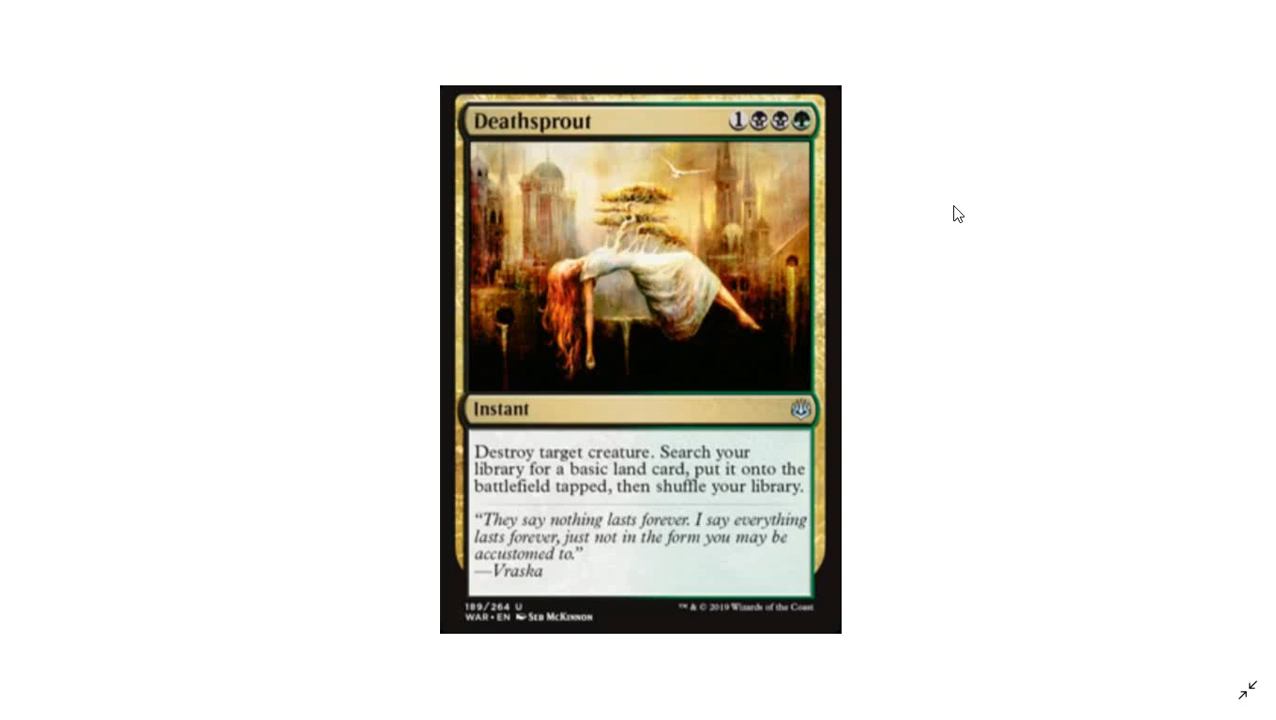 Deathsprout 1
Instant
Destroy target creature. Search your
library for a basic land card, put it onto the
battlefield tapped, then shuffle your library.
“They say nothing lasts forever. I say everything
lasts forever, just not in the form you may be
accustomed to.”
—Vraska
189/264 U
™ & © 2019 Wizards of the Coast
WAR • EN Seb McKinnon